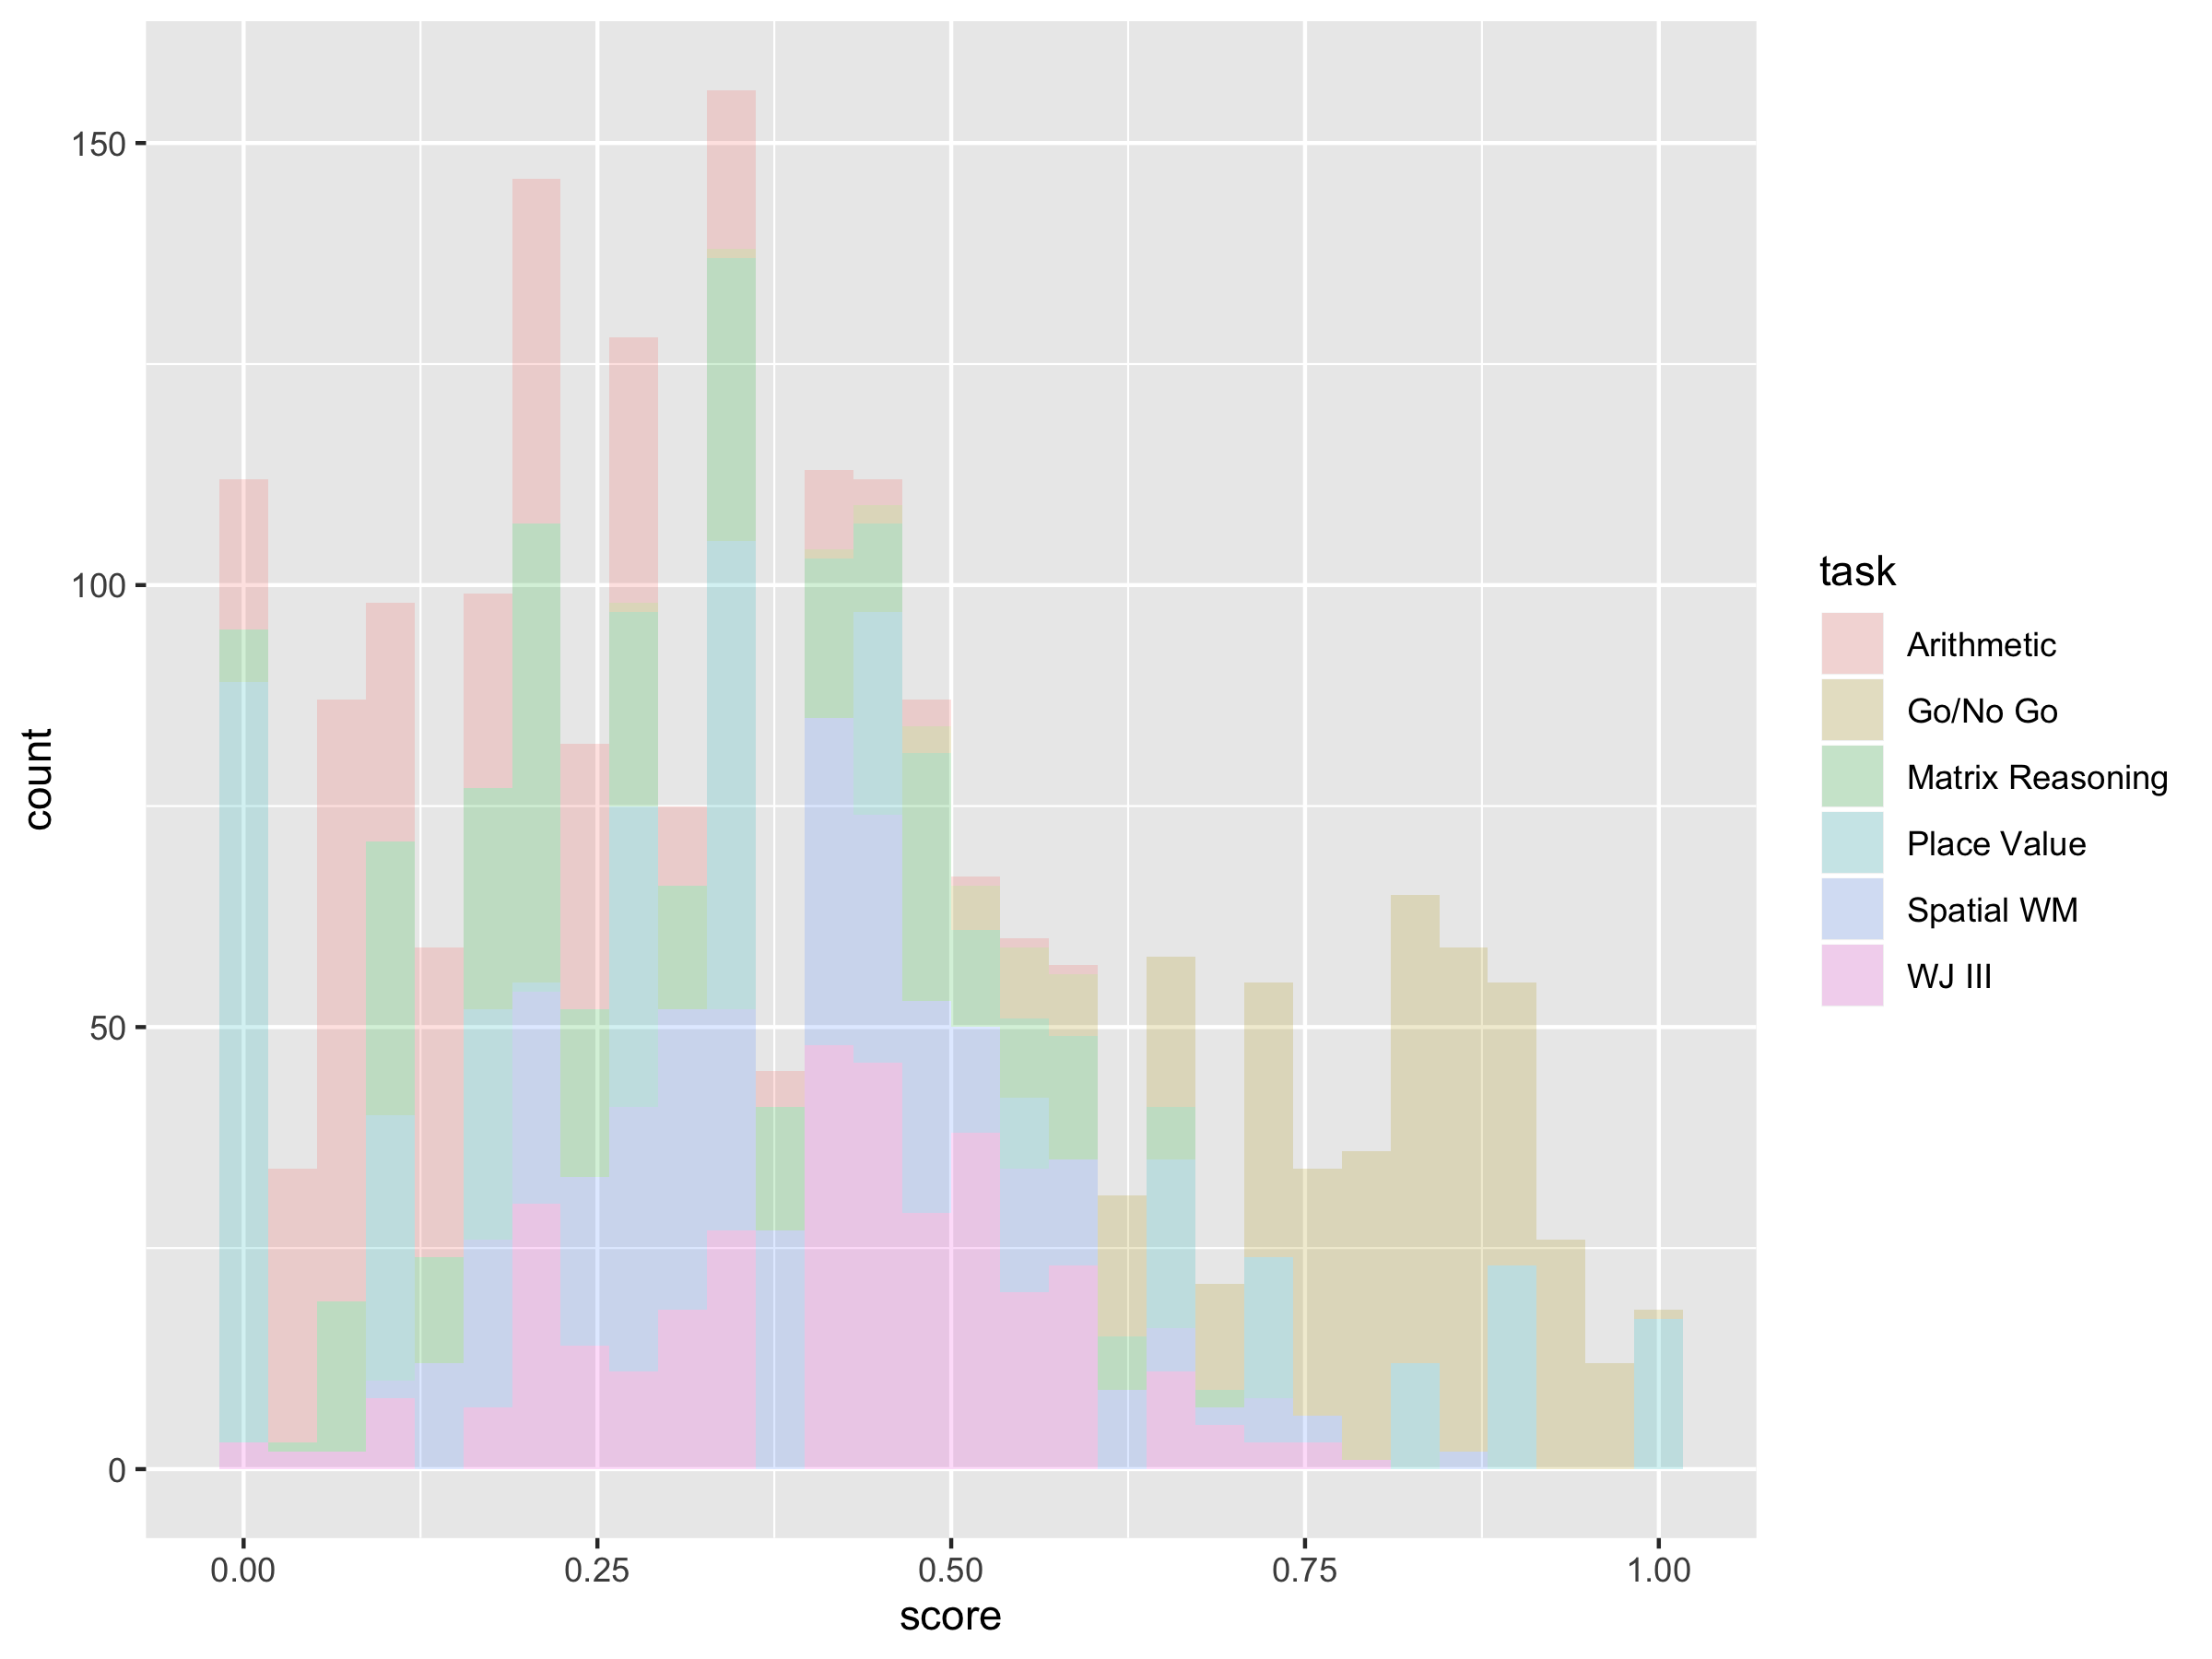 150
100
50
0
count
0.00 0.25 0.50 0.75 1.00
score
task
Arithmetic
Go/No Go
Matrix Reasoning
Place Value
Spatial WM
WJ III